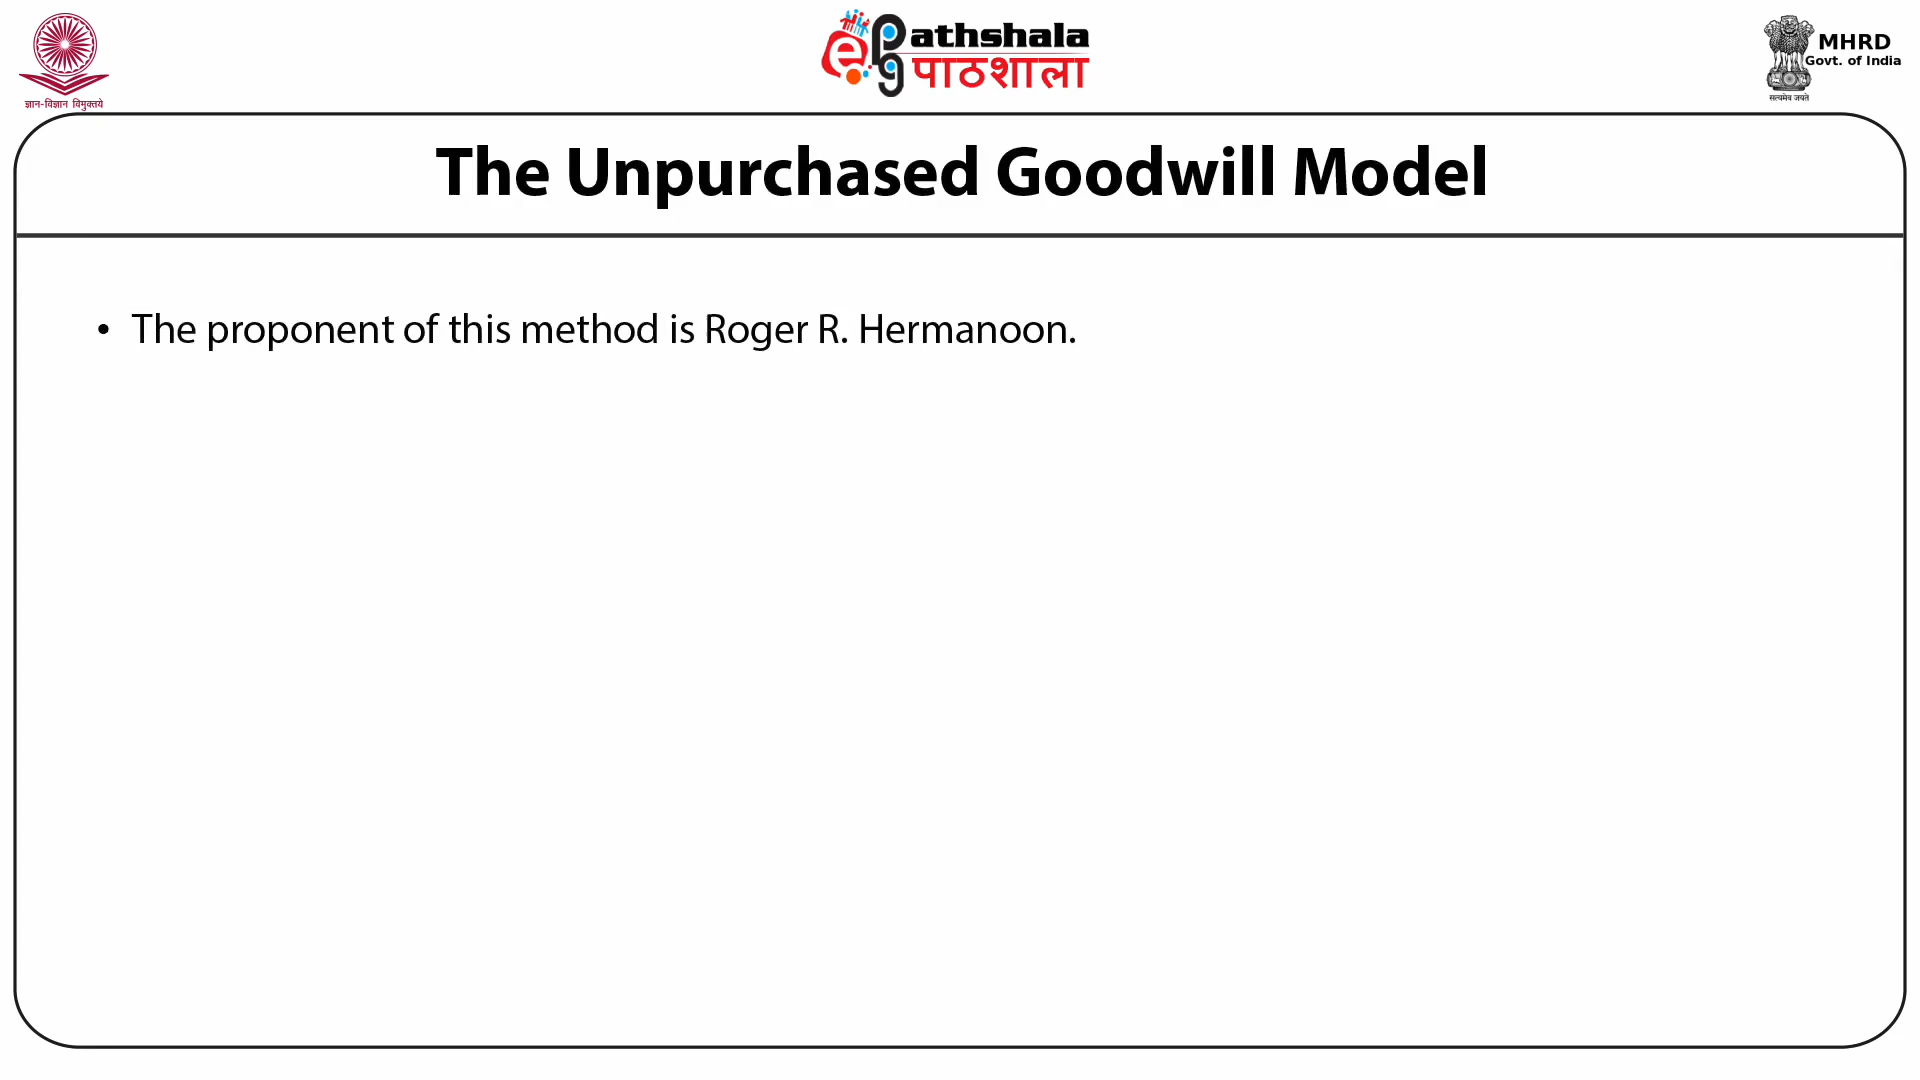 ज्ञान-विज्ञान विमुक्तये
ePGathshala
पाठशाला
MHRD
Govt. of India
सत्यमेव जयते
The Unpurchased Goodwill Model
• The proponent of this method is Roger R. Hermanoon.